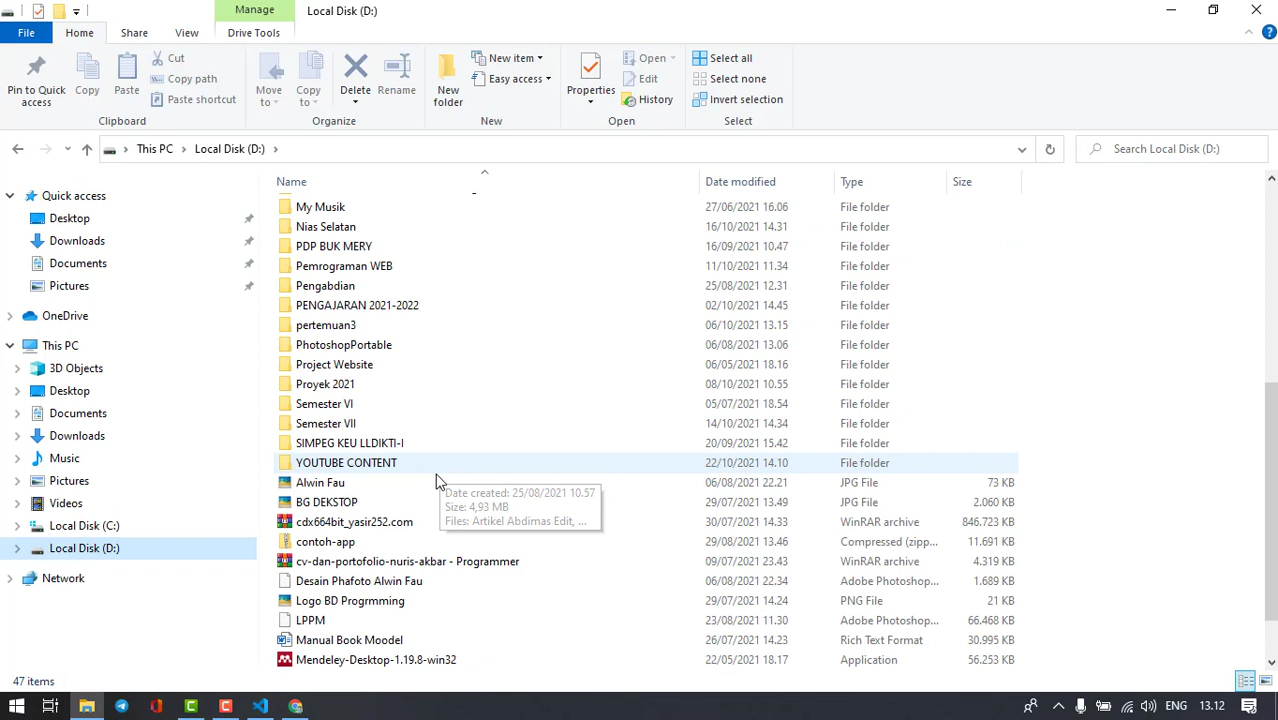 Manage
Local Disk (D:)
File
Home
Share
View
Drive Tools
Pin to Quick access
Copy
Paste
Cut
Copy path
Paste shortcut
Clipboard
Move to
Copy to
Delete
Rename
Organize
New folder
New item
Easy access
New
Properties
Open
Edit
History
Open
Select all
Select none
Invert selection
Select
This PC
Local Disk (D:)
Search Local Disk (D:)
Quick access
Desktop
Downloads
Documents
Pictures
OneDrive
This PC
3D Objects
Desktop
Documents
Downloads
Music
Pictures
Videos
Local Disk (C:)
Local Disk (D:)
Network
Name Date modified Type Size
My Musik 27/06/2021 16.06 File folder
Nias Selatan 16/10/2021 14.31 File folder
PDP BUK MERY 16/09/2021 10.47 File folder
Pemrograman WEB 11/10/2021 11.34 File folder
Pengabdian 25/08/2021 12.31 File folder
PENGAJARAN 2021-2022 02/10/2021 14.45 File folder
pertemuan3 06/10/2021 13.15 File folder
PhotoshopPortable 06/08/2021 13.06 File folder
Project Website 06/05/2021 18.16 File folder
Proyek 2021 08/10/2021 10.55 File folder
Semester VI 05/07/2021 18.54 File folder
Semester VII 14/10/2021 14.34 File folder
SIMPEG KEU LLDIKTI-I 20/09/2021 15.42 File folder
YOUTUBE CONTENT 22/10/2021 14.10 File folder
Alwin Fau 06/08/2021 22.21 JPG File 73 KB
BG DEKSTOP 29/07/2021 13.49 JPG File 2.060 KB
cdx664bit_yasir252.com 30/07/2021 14.33 WinRAR archive 846.723 KB
contoh-app 29/08/2021 13.46 Compressed (zipp... 11.691 KB
cv-dan-portofolio-nuris-akbar - Programmer 09/07/2021 23.43 WinRAR archive 4.319 KB
Desain Phafoto Alwin Fau 06/08/2021 22.34 Adobe Photoshop... 1.689 KB
Logo BD Progrmming 29/07/2021 14.24 PNG File 21 KB
LPPM 23/08/2021 11.30 Adobe Photoshop... 66.468 KB
Manual Book Moodel 26/07/2021 14.23 Rich Text Format 30.995 KB
Mendeley-Desktop-1.19.8-win32 22/05/2021 18.17 Application 56.253 KB
Date created: 25/08/2021 10.57
Size: 4,93 MB
Files: Artikel Abdimas Edit, ...
47 items
ENG 13.12